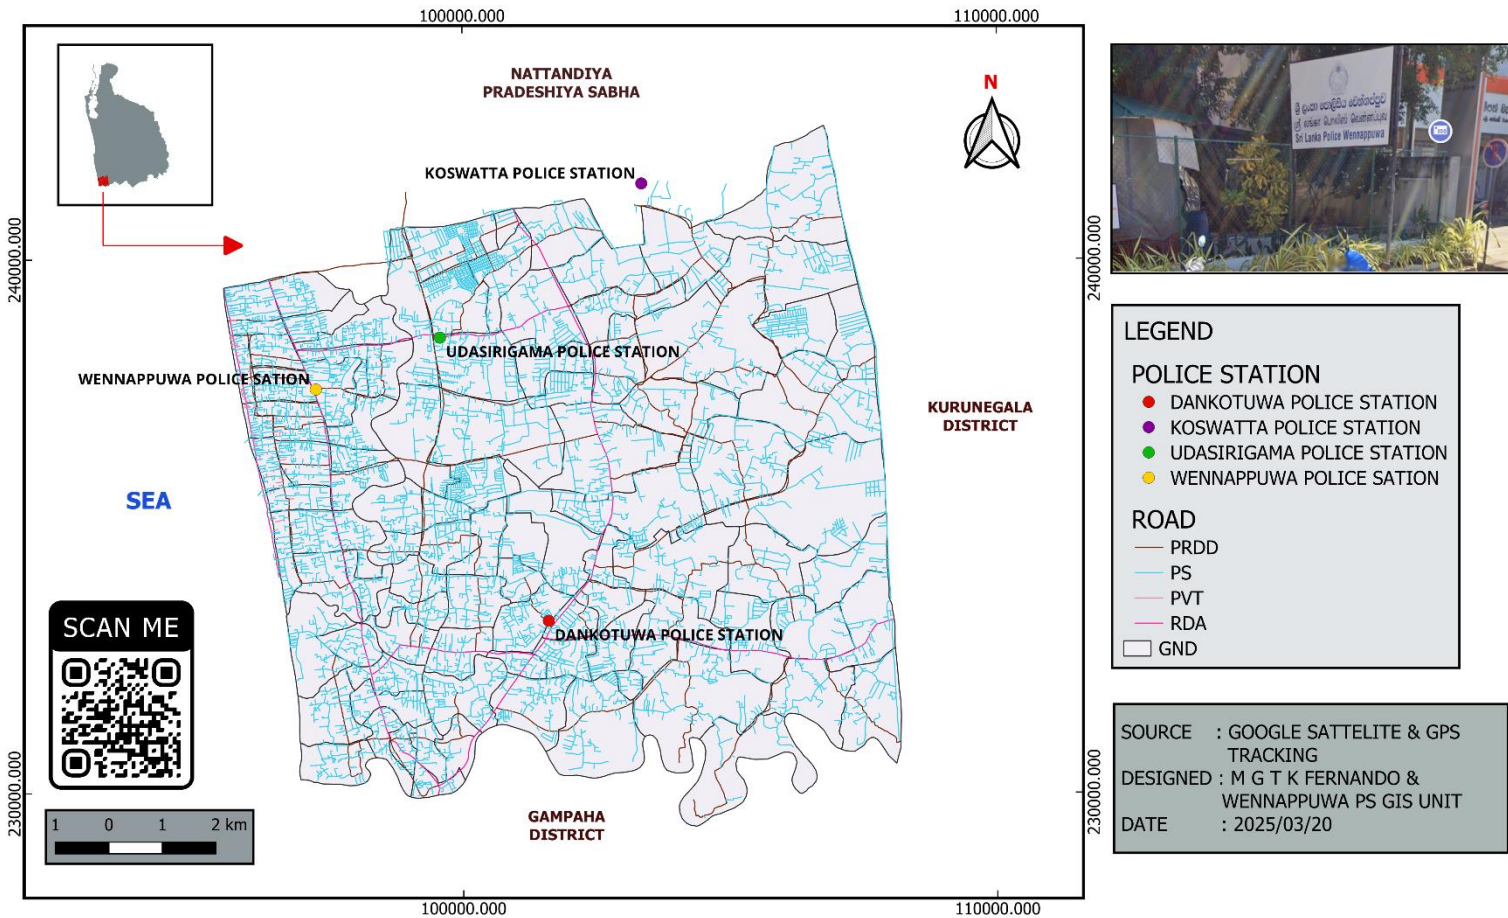 100000.000
110000.000
NATTANDIYA
PRADESHIYA SABHA
N
KOSWATTA POLICE STATION
240000.000
240000.000
UDASIRIGAMA POLICE STATION
WENNAPPUWA POLICE SATION
KURUNEGALA
DISTRICT
SEA
DANKOTUWA POLICE STATION
SCAN ME
230000.000
230000.000
GAMPAHA
DISTRICT
1 0 1 2 km
100000.000
110000.000
ශ්‍රී ලංකා පොලීසිය වෙන්නප්පුව
ஸ்ரீ லங்கா பொலிஸ் வென்னப்புவ
Sri Lanka Police Wennappuwa
LEGEND
POLICE STATION
DANKOTUWA POLICE STATION
KOSWATTA POLICE STATION
UDASIRIGAMA POLICE STATION
WENNAPPUWA POLICE SATION
ROAD
PRDD
PS
PVT
RDA
GND
SOURCE : GOOGLE SATTELITE & GPS
TRACKING
DESIGNED : M G T K FERNANDO &
WENNAPPUWA PS GIS UNIT
DATE : 2025/03/20